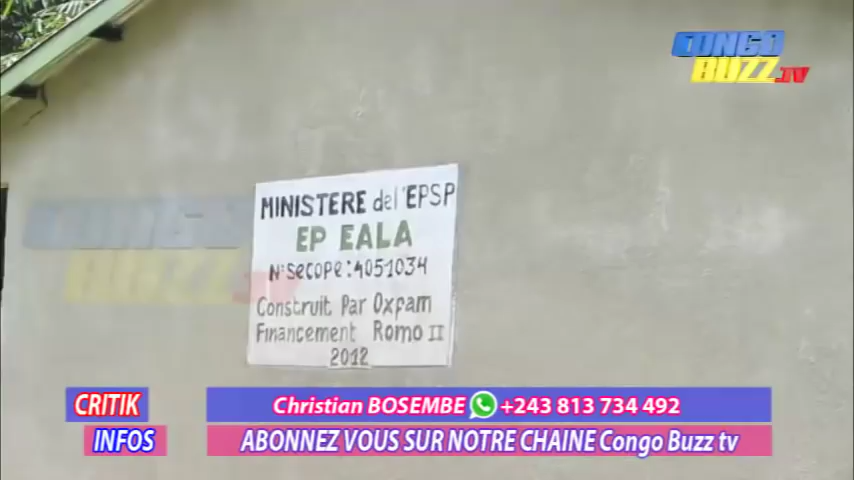 CONGO
BUZZ.TV
MINISTERE del'EPSP
EP EALA
N°SECOPE:4051034
Construit Par Oxfam
Financement Romo II
2012
CRITIK
INFOS
Christian BOSEMBE +243 813 734 492
ABONNEZ VOUS SUR NOTRE CHAINE Congo Buzz tv